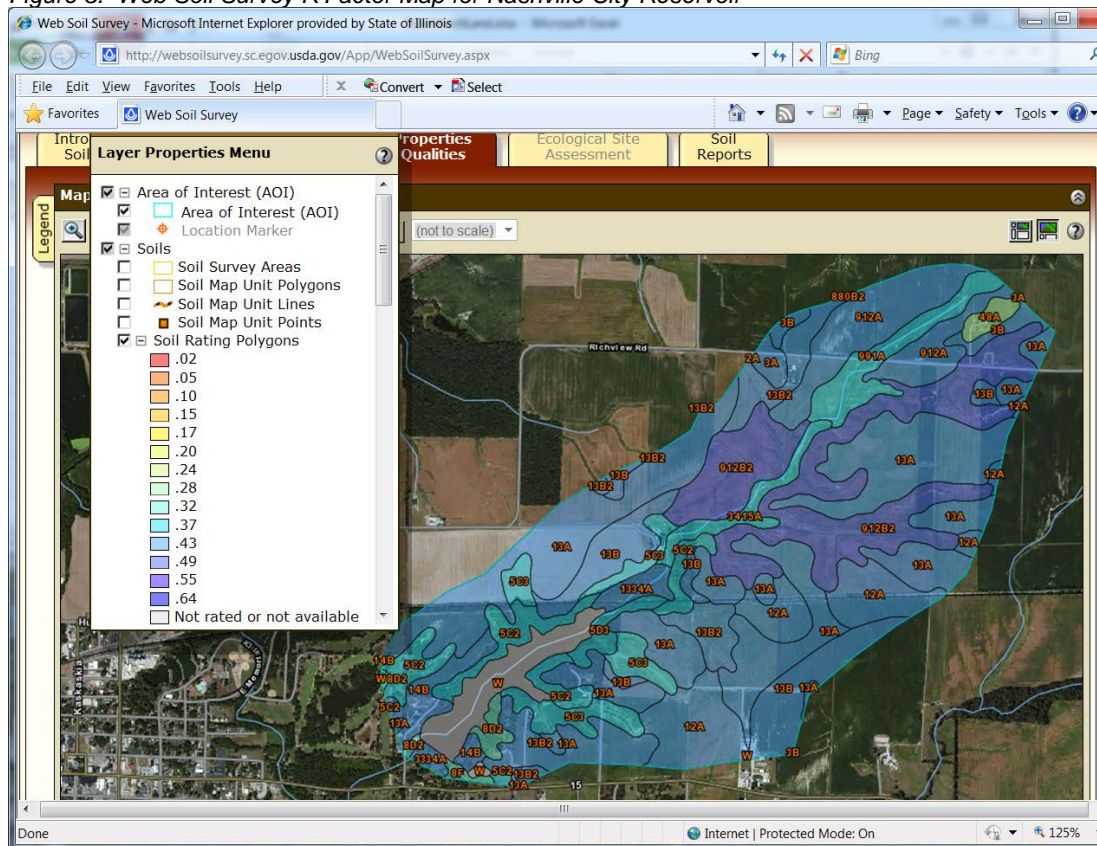 Figure 3. Web Soil Survey K Factor Map for Nashville City Reservoir
Web Soil Survey - Microsoft Internet Explorer provided by State of Illinois
http://websoilsurvey.sc.egov.usda.gov/App/WebSoilSurvey.aspx
Bing
File Edit View Favorites Tools Help X Convert Select
Favorites Web Soil Survey
Page Safety Tools
Intro
Soil
roperties
Qualities
Ecological Site
Assessment
Soil
Reports
Layer Properties Menu
Map
Legend
(not to scale)
Area of Interest (AOI)
Area of Interest (AOI)
Location Marker
Soils
Soil Survey Areas
Soil Map Unit Polygons
Soil Map Unit Lines
Soil Map Unit Points
Soil Rating Polygons
.02
.05
.10
.15
.17
.20
.24
.28
.32
.37
.43
.49
.55
.64
Not rated or not available
880B2
3A
912A
48A
3B
3B
Richview Rd
991A
912A
13A
2A
3A
13B2
13B
13A
12A
13B2
13B2
912B2
13A
13B
13B2
12A
3415A
13A
912B2
13A
13B
5C3
5C2
13B
12A
13A
5C3
1334A
13A
13A
12A
12A
5C2
5D3
13B2
13A
13A
14B
5C2
5C3
W8D2
W
13B
14B
13B
13A
5C2
13A
5C2
13A
5C3
12A
8D2
8D2
14B
13B2
13A
3334A
W
3B
8F
W
5C2
13B2
13A
15
Kaskaskia
E Memori
Done
Internet | Protected Mode: On
125%